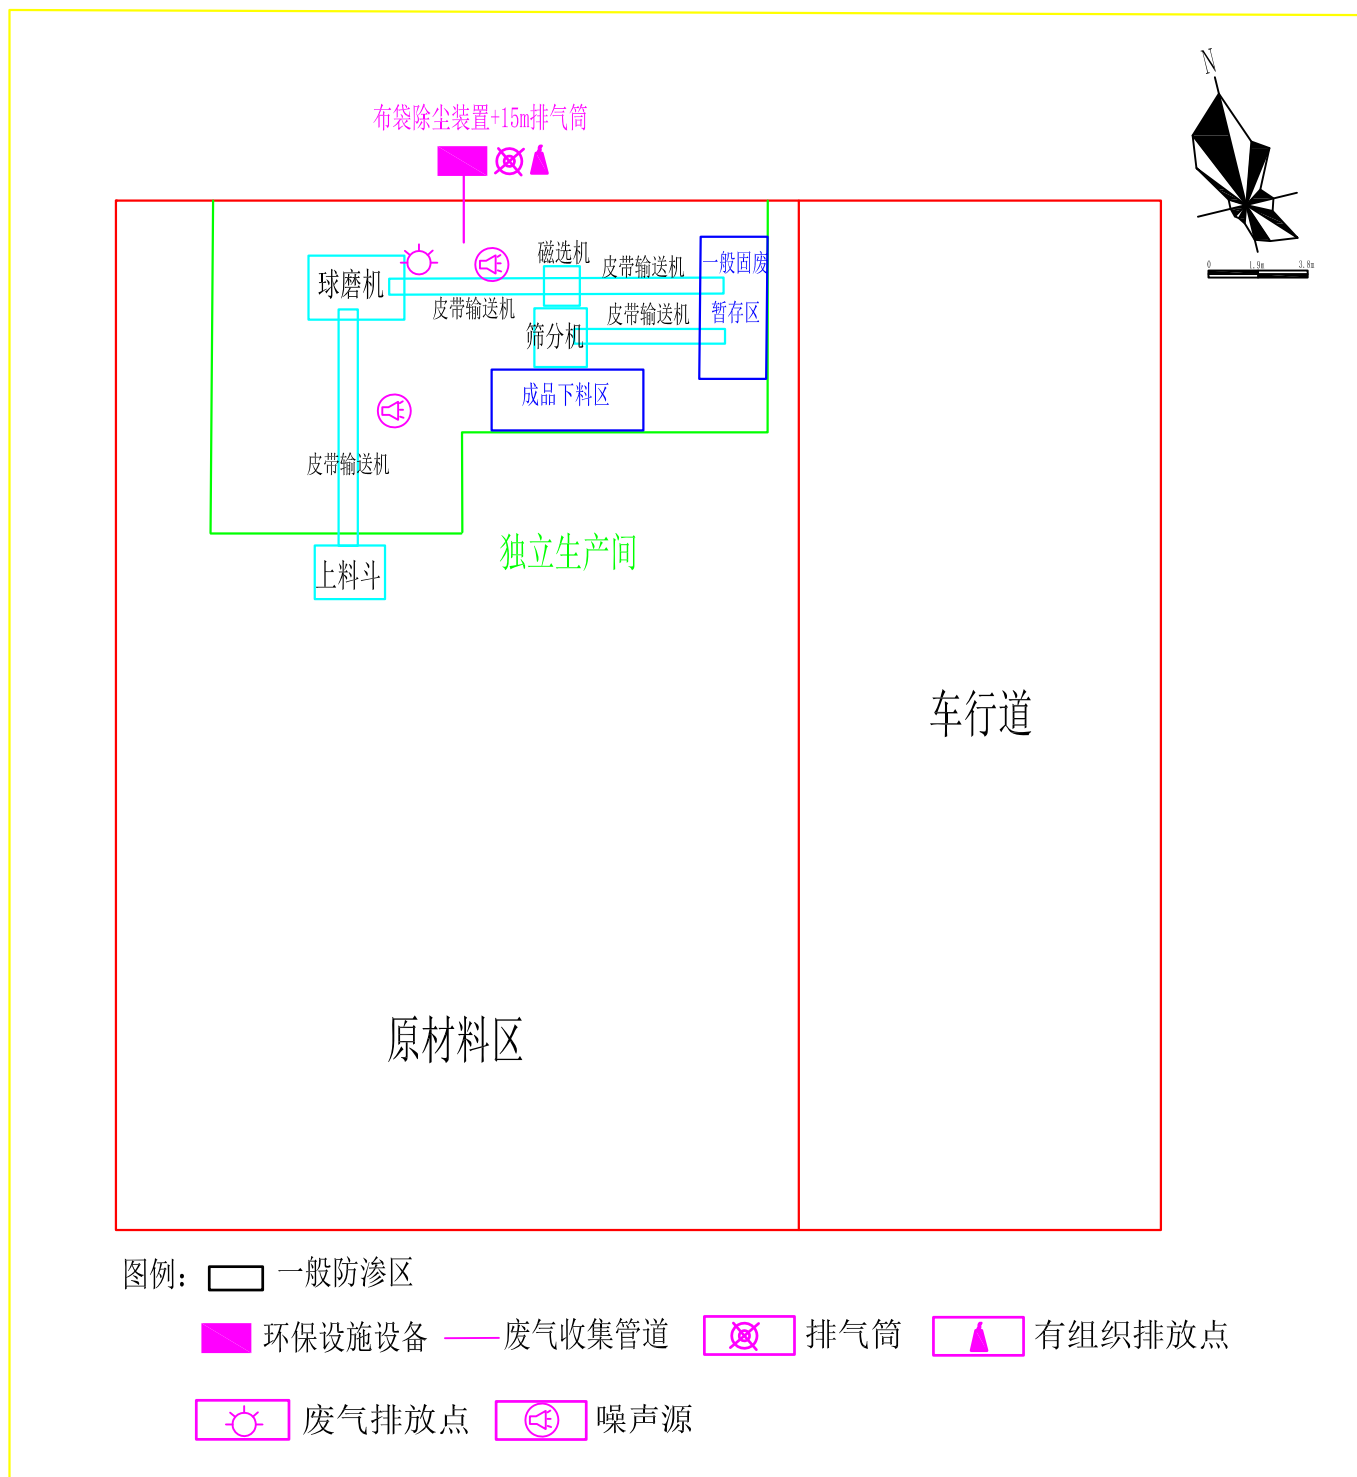 N
布袋除尘装置+15m排气筒
0 1.9m 3.8m
磁选机
皮带输送机
一般固废
暂存区
球磨机
皮带输送机
皮带输送机
筛分机
成品下料区
皮带输送机
独立生产间
上料斗
车行道
原材料区
图例: 一般防渗区
环保设施设备 废气收集管道 排气筒 有组织排放点
废气排放点 噪声源